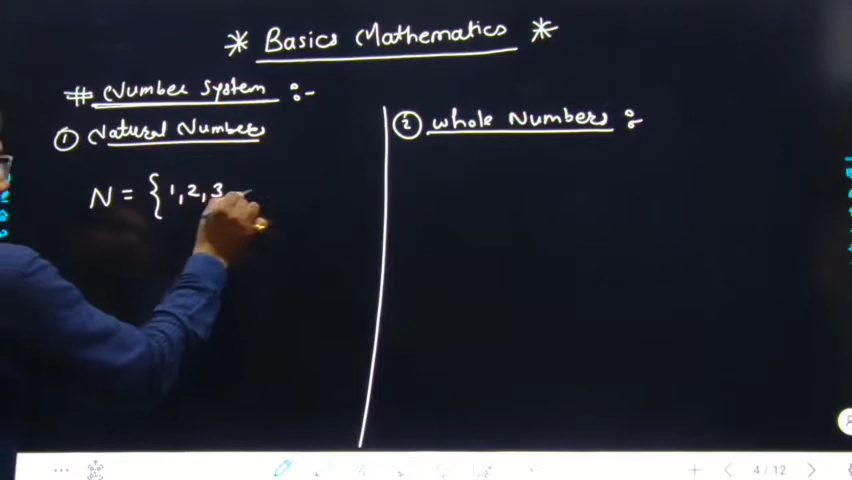 * Basics Mathematics *
# Number System :-
① Natural Numbers
N = { 1, 2, 3
② Whole Numbers :
4 / 12